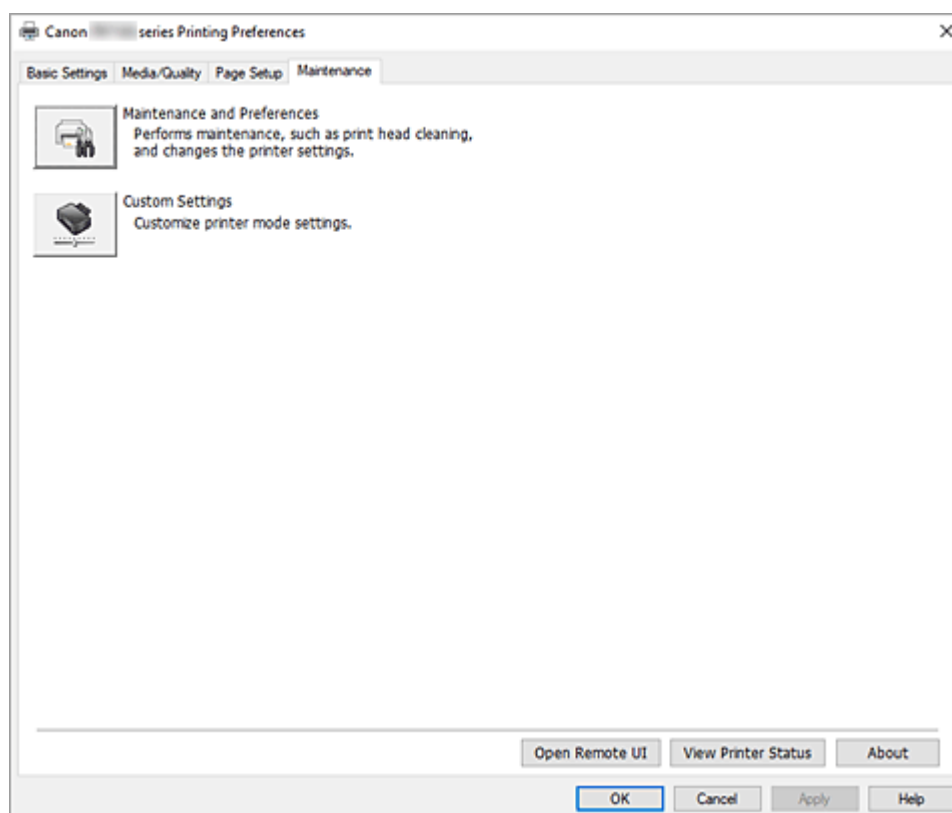 Canon series Printing Preferences
Basic Settings Media/Quality Page Setup Maintenance
Maintenance and Preferences
Performs maintenance, such as print head cleaning,
and changes the printer settings.
Custom Settings
Customize printer mode settings.
Open Remote UI View Printer Status About
OK Cancel Apply Help